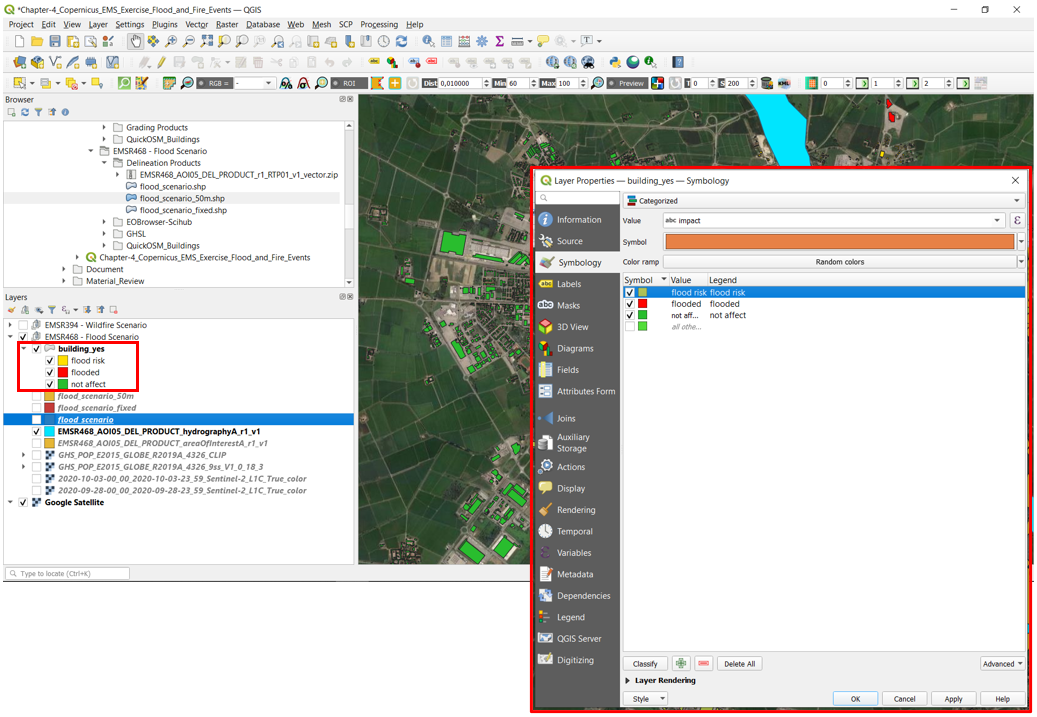 *Chapter-4_Copernicus_EMS_Exercise_Flood_and_Fire_Events — QGIS
Project Edit View Layer Settings Plugins Vector Raster Database Web Mesh SCP Processing Help
RGB = - ROI Dist 0,010000 Min 60 Max 100 Preview T 0 S 200 0 1 2
Browser
Grading Products
QuickOSM_Buildings
EMSR468 - Flood Scenario
Delineation Products
EMSR468_AOI05_DEL_PRODUCT_r1_RTP01_v1_vector.zip
flood_scenario.shp
flood_scenario_50m.shp
flood_scenario_fixed.shp
EOBrowser-Scihub
GHSL
QuickOSM_Buildings
Chapter-4_Copernicus_EMS_Exercise_Flood_and_Fire_Events
Document
Material_Review
Layers
EMSR394 - Wildfire Scenario
EMSR468 - Flood Scenario
building_yes
flood risk
flooded
not affect
flood_scenario_50m
flood_scenario_fixed
flood_scenario
EMSR468_AOI05_DEL_PRODUCT_hydrographyA_r1_v1
EMSR468_AOI05_DEL_PRODUCT_areaOfInterestA_r1_v1
GHS_POP_E2015_GLOBE_R2019A_4326_CLIP
GHS_POP_E2015_GLOBE_R2019A_4326_9ss_V1_0_18_3
2020-10-03-00_00_2020-10-03-23_59_Sentinel-2_L1C_True_color
2020-09-28-00_00_2020-09-28-23_59_Sentinel-2_L1C_True_color
Google Satellite
Type to locate (Ctrl+K)
Layer Properties — building_yes — Symbology
Information
Source
Symbology
Labels
abc Masks
3D View
Diagrams
Fields
Attributes Form
Joins
Auxiliary
Storage
Actions
Display
Rendering
Temporal
Variables
Metadata
Dependencies
Legend
QGIS Server
Digitizing
Categorized
Value abc impact ε
Symbol
Color ramp Random colors
Symbol Value Legend
flood risk flood risk
flooded flooded
not aff... not affect
all othe...
Classify Delete All Advanced
Layer Rendering
Style OK Cancel Apply Help